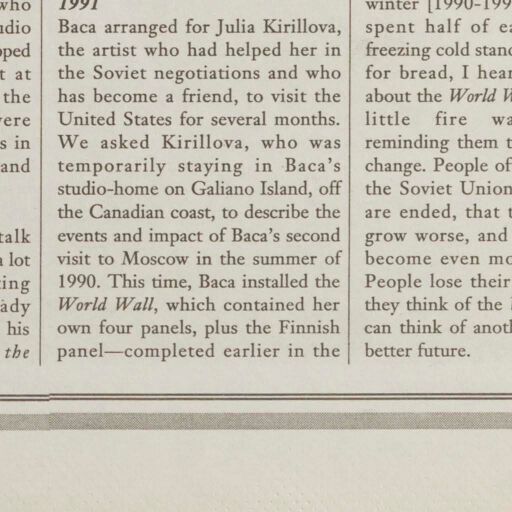 who
udio
t at
the
s in
and
talk
a lot
his
the
1991
Baca arranged for Julia Kirillova,
the artist who had helped her in
the Soviet negotiations and who
has become a friend, to visit the
United States for several months.
We asked Kirillova, who was
temporarily staying in Baca's
studio-home on Galiano Island, off
the Canadian coast, to describe the
events and impact of Baca's second
visit to Moscow in the summer of
1990. This time, Baca installed the
World Wall, which contained her
own four panels, plus the Finnish
panel—completed earlier in the
winter [1990-199
spent half of ea
freezing cold stand
for bread, I hear
about the World W
little fire wa
reminding them t
change. People of
the Soviet Union
are ended, that t
grow worse, and
become even mo
People lose their
they think of the
can think of anoth
better future.